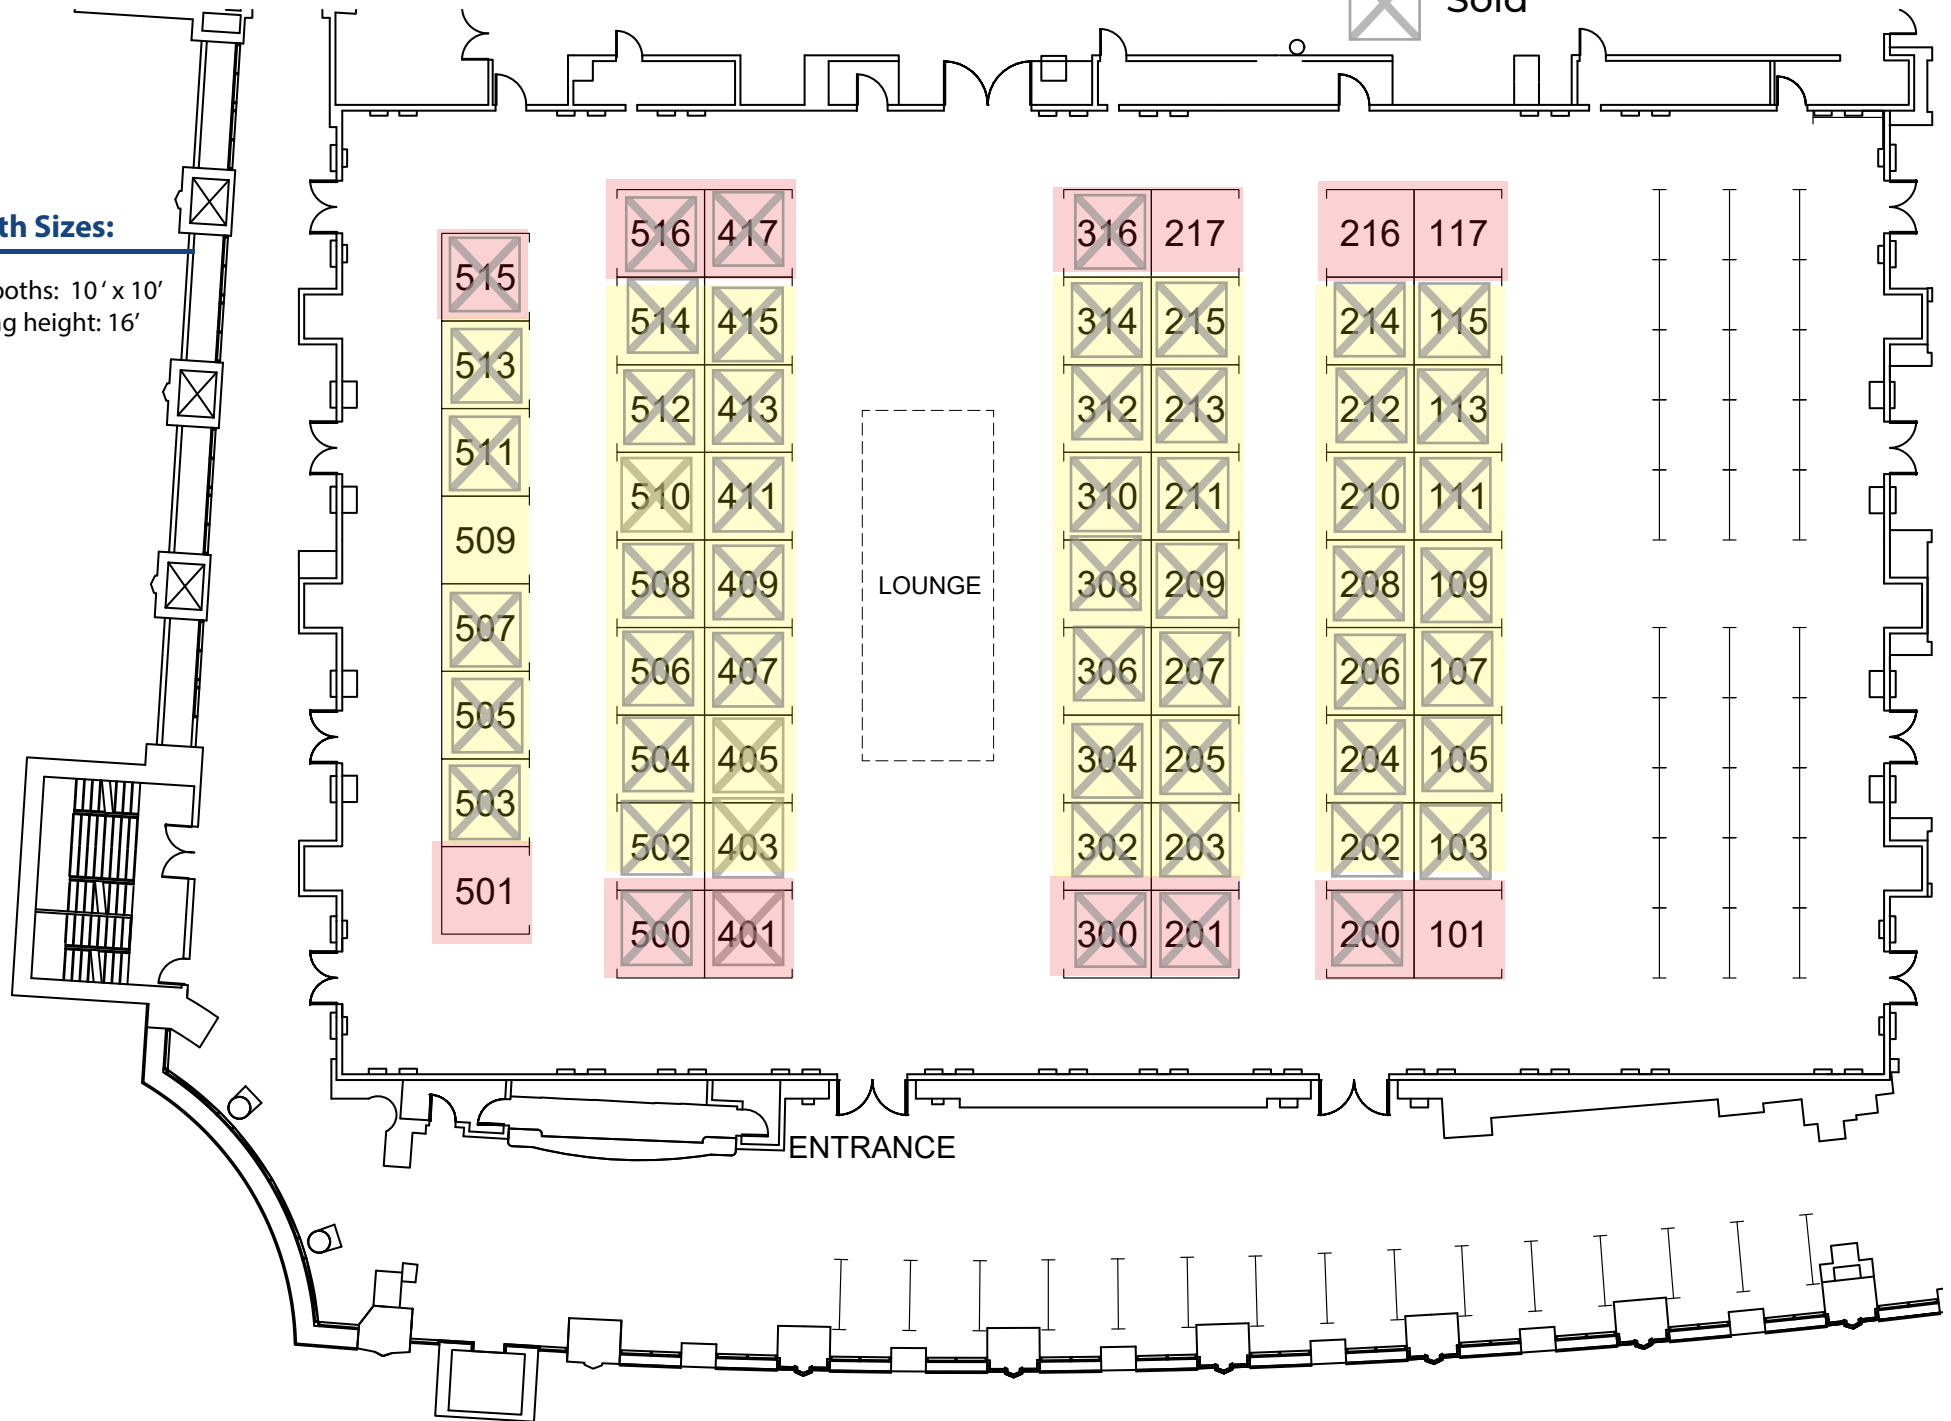 Sold
th Sizes:
ooths: 10 ' x 10'
ng height: 16'
516 417 316 217 216 117
515
514 415 314 215 214 115
513
512 413 312 213 212 113
511
510 411 310 211 210 111
509
508 409 308 209 208 109
LOUNGE
507
506 407 306 207 206 107
505
504 405 304 205 204 105
503
502 403 302 203 202 103
501
500 401 300 201 200 101
ENTRANCE